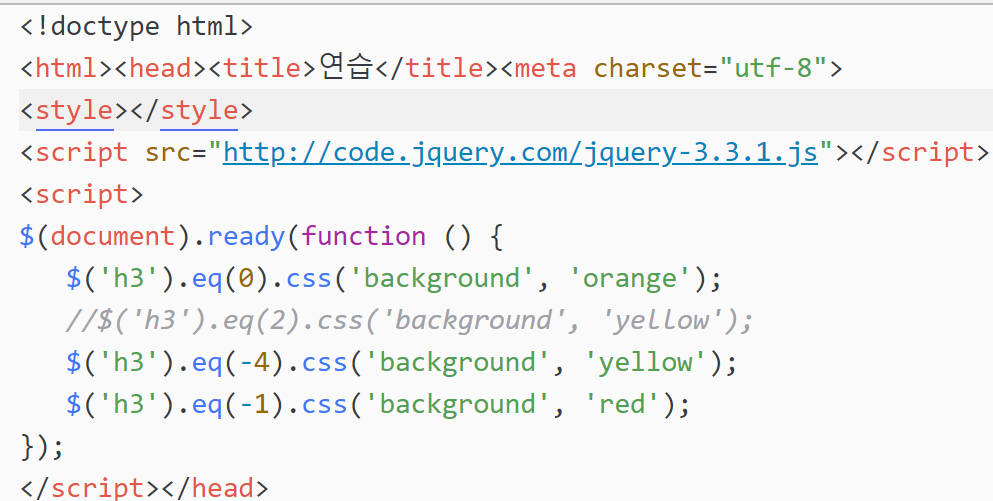 <!doctype html>
<html><head><title>연습</title><meta charset="utf-8">
<style></style>
<script src="http://code.jquery.com/jquery-3.3.1.js"></script>
<script>
$(document).ready(function () {
   $('h3').eq(0).css('background', 'orange');
   //$('h3').eq(2).css('background', 'yellow');
   $('h3').eq(-4).css('background', 'yellow');
   $('h3').eq(-1).css('background', 'red');
});
</script></head>